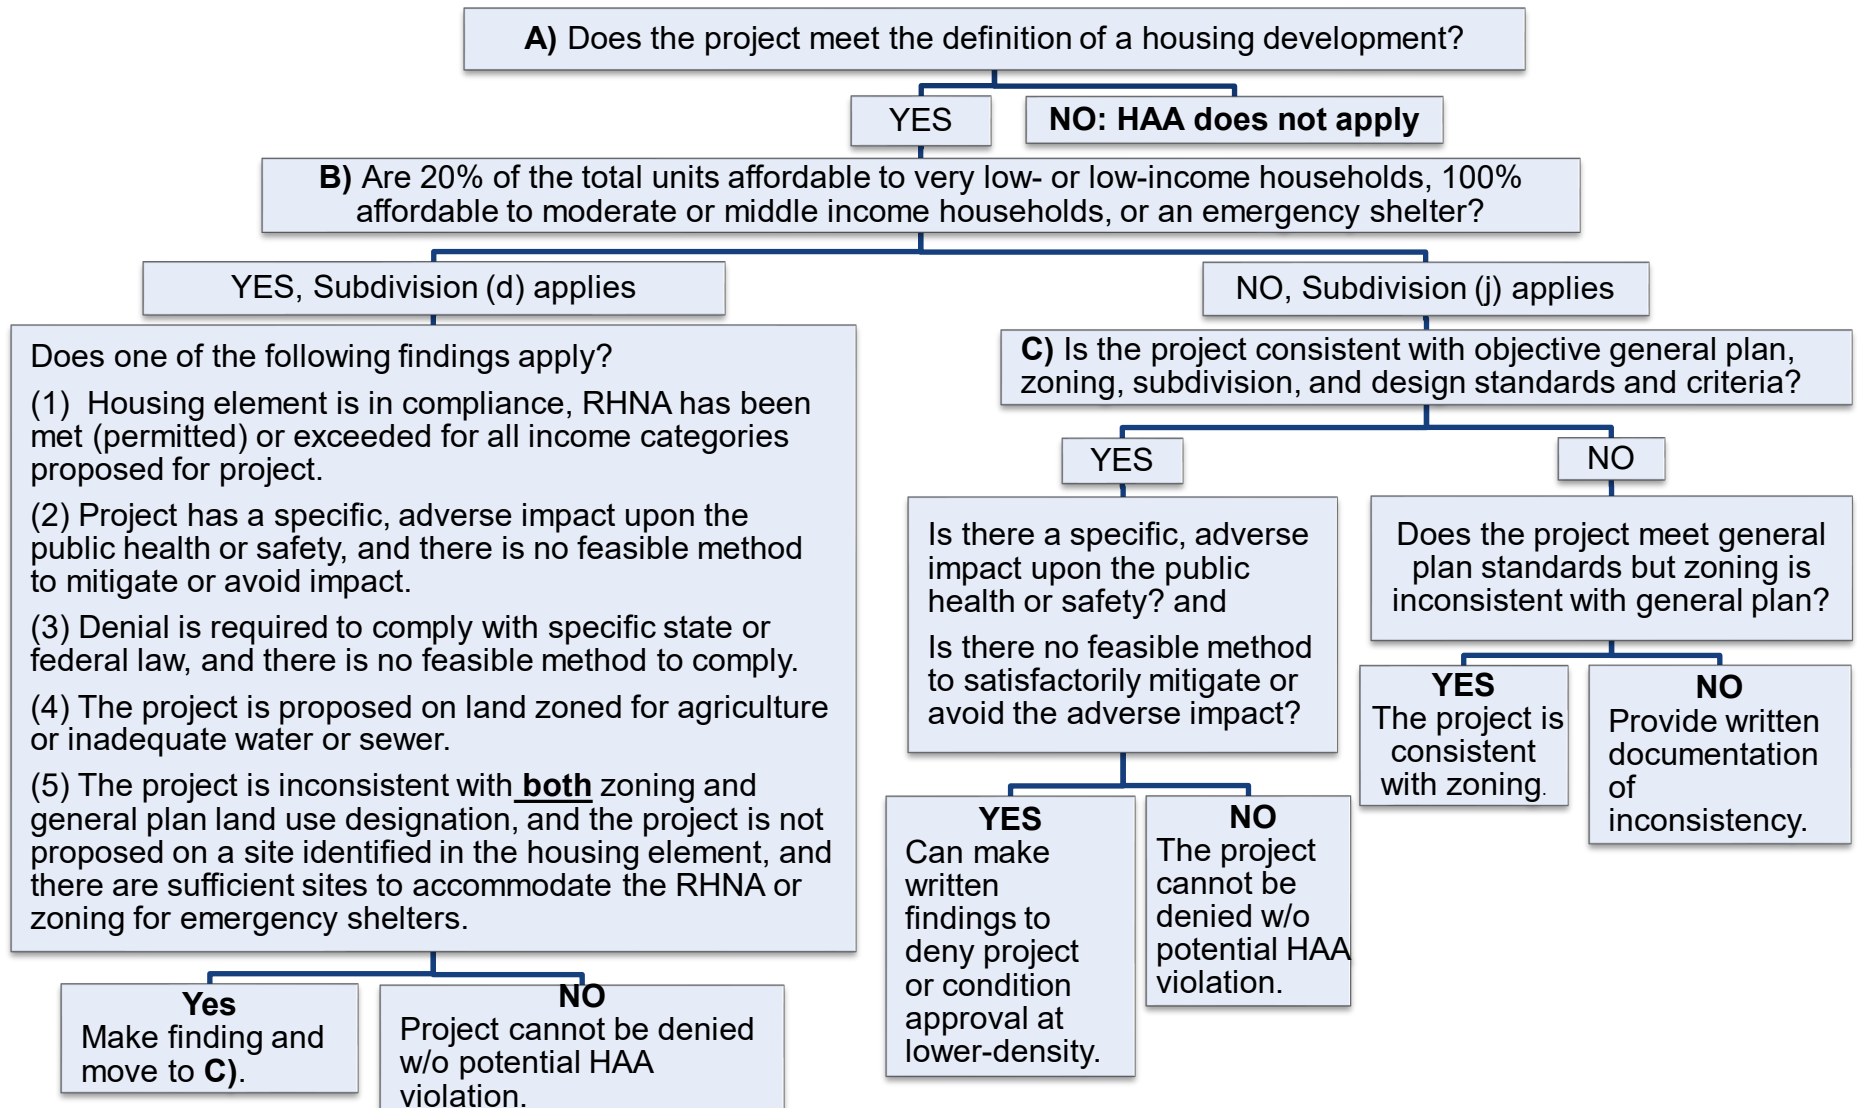 A) Does the project meet the definition of a housing development?
YES
NO: HAA does not apply
B) Are 20% of the total units affordable to very low- or low-income households, 100%
affordable to moderate or middle income households, or an emergency shelter?
YES, Subdivision (d) applies
NO, Subdivision (j) applies
Does one of the following findings apply?
(1) Housing element is in compliance, RHNA has been
met (permitted) or exceeded for all income categories
proposed for project.
(2) Project has a specific, adverse impact upon the
public health or safety, and there is no feasible method
to mitigate or avoid impact.
(3) Denial is required to comply with specific state or
federal law, and there is no feasible method to comply.
(4) The project is proposed on land zoned for agriculture
or inadequate water or sewer.
(5) The project is inconsistent with both zoning and
general plan land use designation, and the project is not
proposed on a site identified in the housing element, and
there are sufficient sites to accommodate the RHNA or
zoning for emergency shelters.
Yes
Make finding and
move to C).
NO
Project cannot be denied
w/o potential HAA
violation.
C) Is the project consistent with objective general plan,
zoning, subdivision, and design standards and criteria?
YES
NO
Is there a specific, adverse
impact upon the public
health or safety? and
Is there no feasible method
to satisfactorily mitigate or
avoid the adverse impact?
YES
Can make
written
findings to
deny project
or condition
approval at
lower-density.
NO
The project
cannot be
denied w/o
potential HAA
violation.
Does the project meet general
plan standards but zoning is
inconsistent with general plan?
YES
The project is
consistent
with zoning.
NO
Provide written
documentation
of
inconsistency.